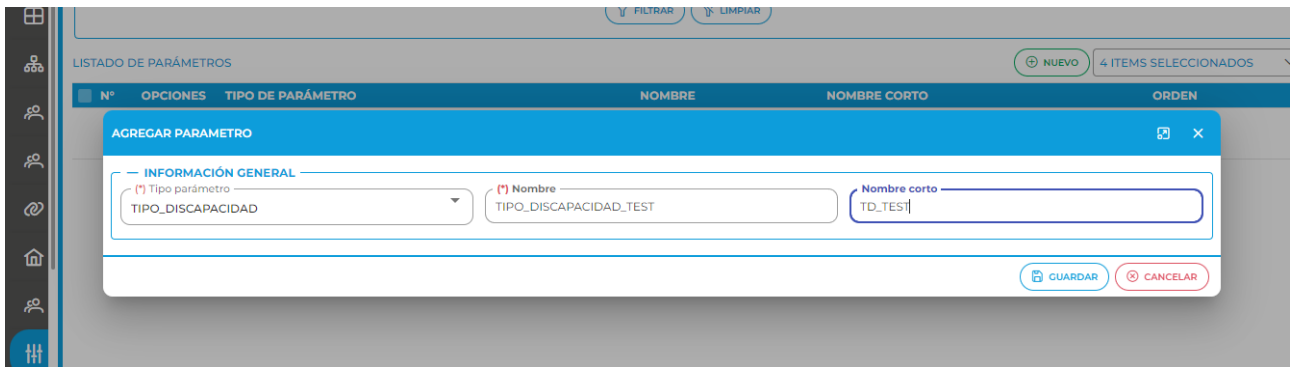 FILTRAR LIMPIAR
LISTADO DE PARÁMETROS NUEVO 4 ITEMS SELECCIONADOS
N° OPCIONES TIPO DE PARÁMETRO NOMBRE NOMBRE CORTO ORDEN
AGREGAR PARAMETRO
— INFORMACIÓN GENERAL
(*) Tipo parámetro (*) Nombre Nombre corto
TIPO_DISCAPACIDAD TIPO_DISCAPACIDAD_TEST TD_TEST
GUARDAR CANCELAR